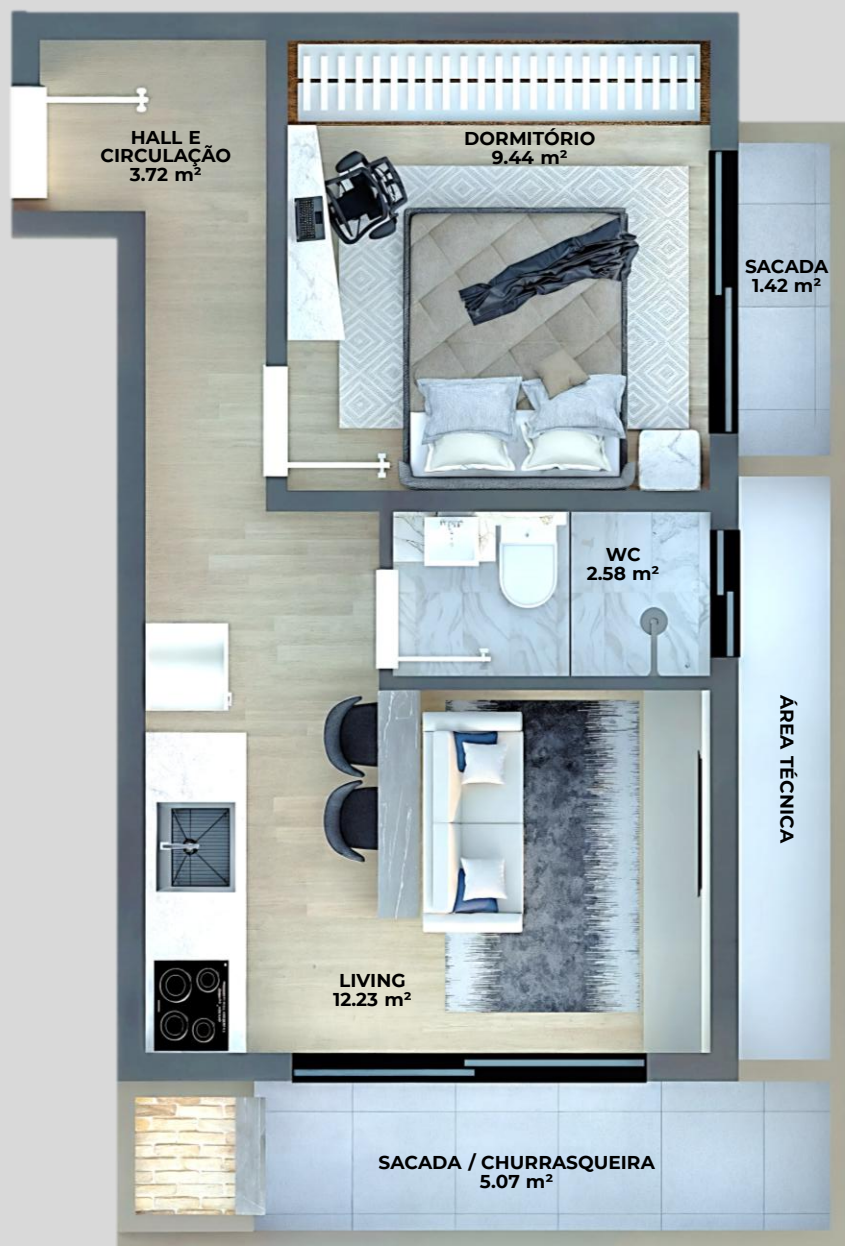 HALL E
CIRCULAÇÃO
3.72 m²
DORMITÓRIO
9.44 m²
SACADA
1.42 m²
WC
2.58 m²
ÁREA TÉCNICA
LIVING
12.23 m²
SACADA / CHURRASQUEIRA
5.07 m²